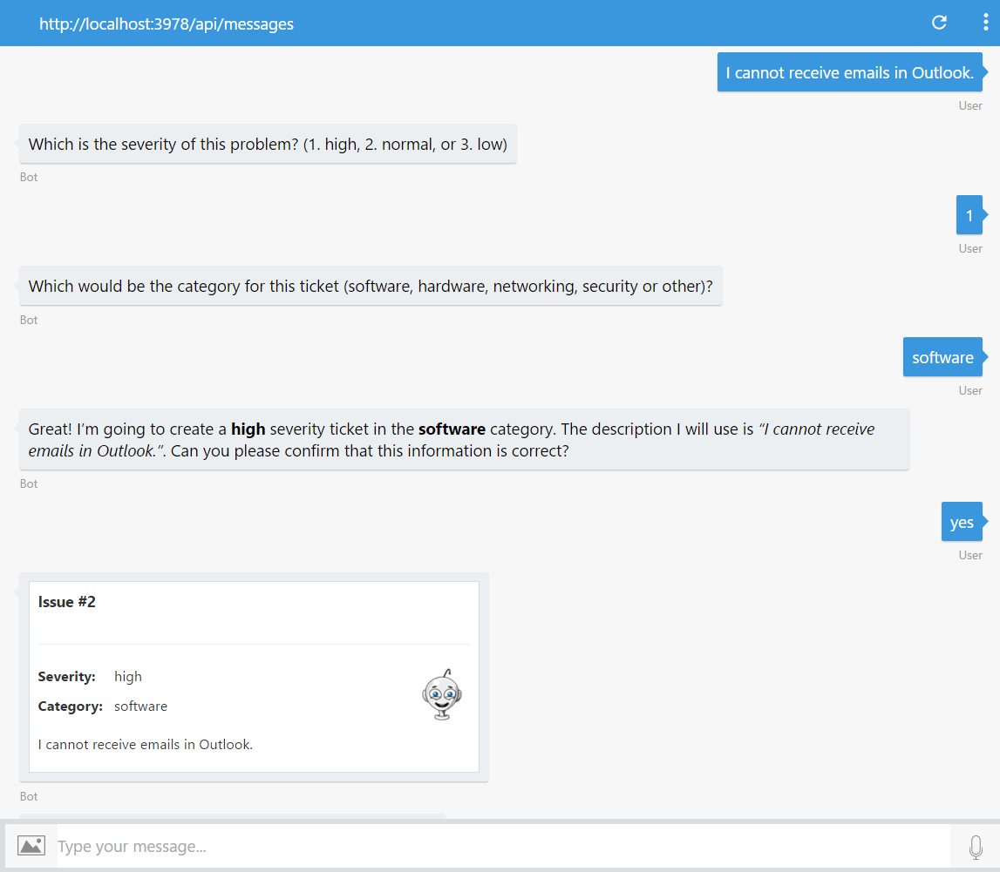 http://localhost:3978/api/messages
I cannot receive emails in Outlook.
User
Which is the severity of this problem? (1. high, 2. normal, or 3. low)
Bot
1
User
Which would be the category for this ticket (software, hardware, networking, security or other)?
Bot
software
User
Great! I’m going to create a high severity ticket in the software category. The description I will use is “I cannot receive
emails in Outlook.”. Can you please confirm that this information is correct?
Bot
yes
User
Issue #2
Severity: high
Category: software
I cannot receive emails in Outlook.
Bot
Type your message...